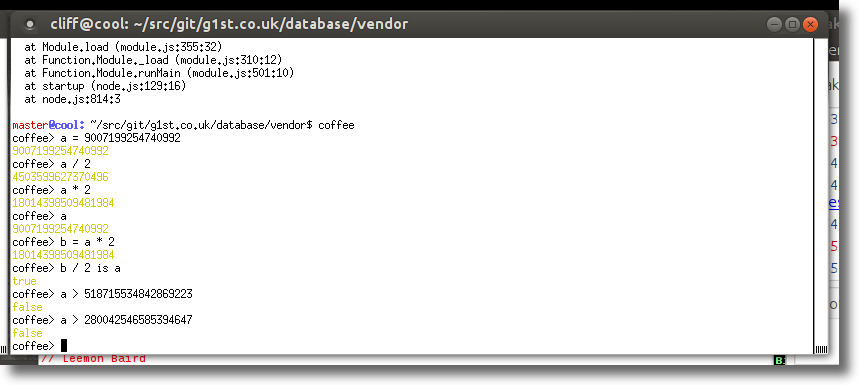 cliff@cool: ~/src/git/g1st.co.uk/database/vendor
at Module.load (module.js:355:32)
at Function.Module._load (module.js:310:12)
at Function.Module.runMain (module.js:501:10)
at startup (node.js:129:16)
at node.js:814:3
master@cool: ~/src/git/g1st.co.uk/database/vendor$ coffee
coffee> a = 9007199254740992
9007199254740992
coffee> a / 2
4503599627370496
coffee> a * 2
18014398509481984
coffee> a
9007199254740992
coffee> b = a * 2
18014398509481984
coffee> b / 2 is a
true
coffee> a > 518715534842869223
false
coffee> a > 280042546585394647
false
coffee>
// Leemon Baird